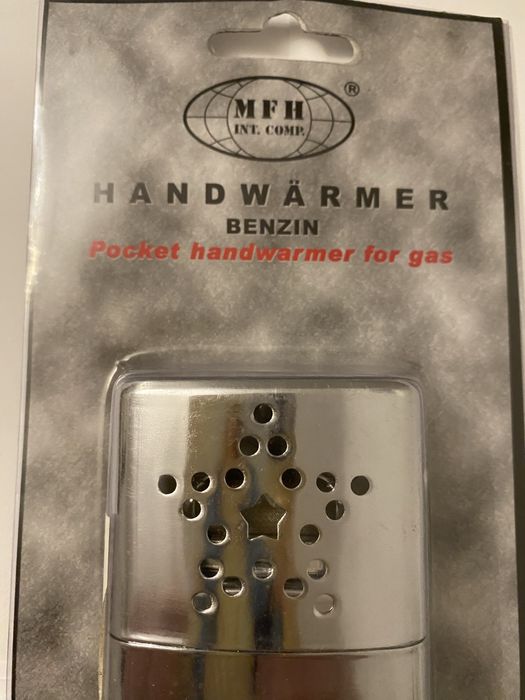 MFH
INT. COMP.
®
HANDWÄRMER
BENZIN
Pocket handwarmer for gas